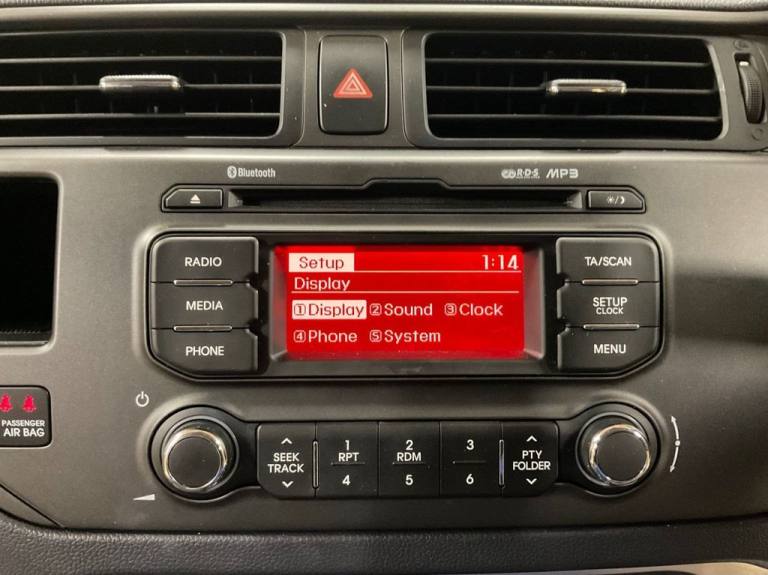 Bluetooth
R·D·S MP3
RADIO
MEDIA
PHONE
Setup 1:14
Display
①Display ②Sound ③Clock
④Phone ⑤System
TA/SCAN
SETUP
CLOCK
MENU
PASSENGER
AIR BAG
SEEK
TRACK
1
RPT
4
2
RDM
5
3
6
PTY
FOLDER